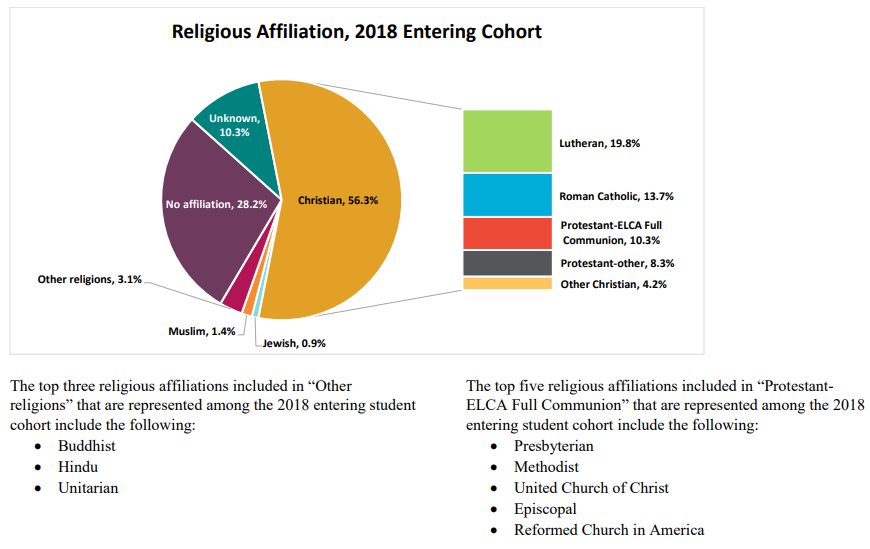 Religious Affiliation, 2018 Entering Cohort
Unknown,
10.3%
No affiliation, 28.2%
Christian, 56.3%
Other religions, 3.1%
Muslim, 1.4%
Jewish, 0.9%
Lutheran, 19.8%
Roman Catholic, 13.7%
Protestant-ELCA Full
Communion, 10.3%
Protestant-other, 8.3%
Other Christian, 4.2%
The top three religious affiliations included in “Other
religions” that are represented among the 2018 entering student
cohort include the following:
• Buddhist
• Hindu
• Unitarian
The top five religious affiliations included in “Protestant-
ELCA Full Communion” that are represented among the 2018
entering student cohort include the following:
• Presbyterian
• Methodist
• United Church of Christ
• Episcopal
• Reformed Church in America